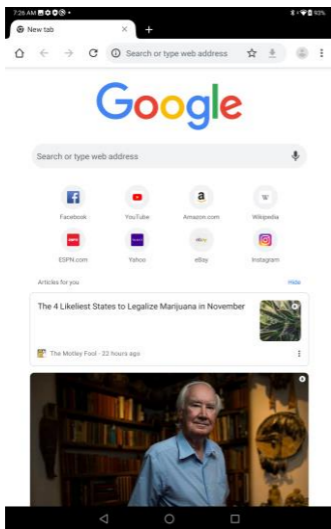 7:26 AM
93%
New tab
Search or type web address
Google
Search or type web address
Facebook
YouTube
Amazon.com
Wikipedia
ESPN.com
Yahoo
eBay
Instagram
Articles for you
Hide
The 4 Likeliest States to Legalize Marijuana in November
The Motley Fool · 22 hours ago